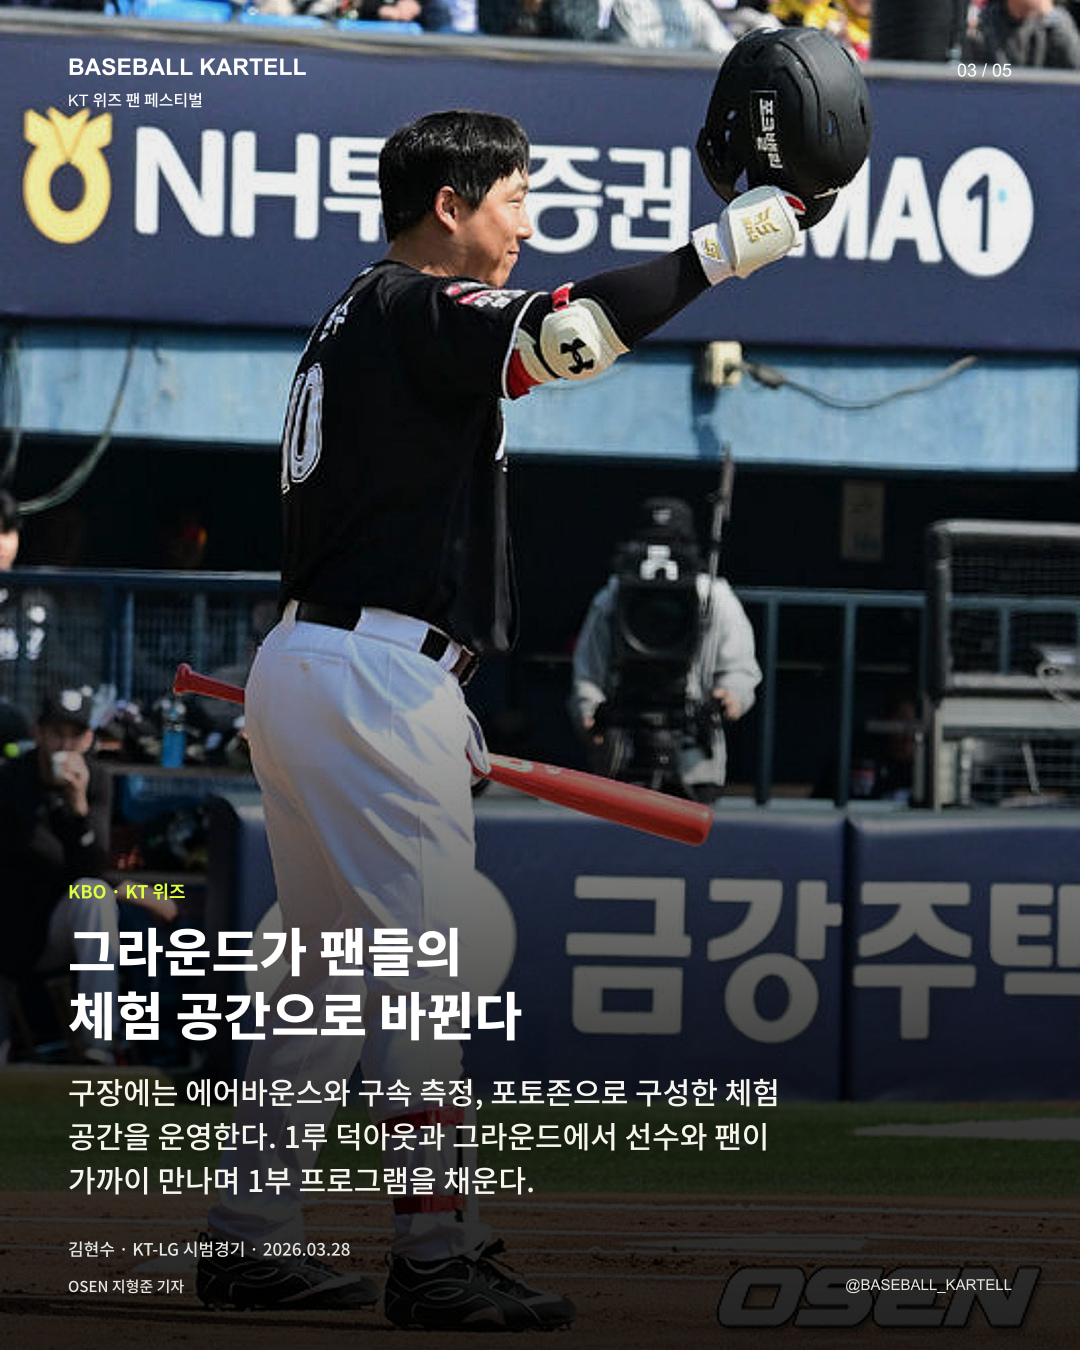 BASEBALL KARTELL
03 / 05
KT 위즈 팬 페스티벌
NH투 증권 MA 1
10
KBO · KT 위즈
금강주택
그라운드가 팬들의
체험 공간으로 바뀐다
구장에는 에어바운스와 구속 측정, 포토존으로 구성한 체험
공간을 운영한다. 1루 덕아웃과 그라운드에서 선수와 팬이
가까이 만나며 1부 프로그램을 채운다.
김현수 · KT-LG 시범경기 · 2026.03.28
OSEN 지형준 기자
@BASEBALL_KARTELL
OSEN